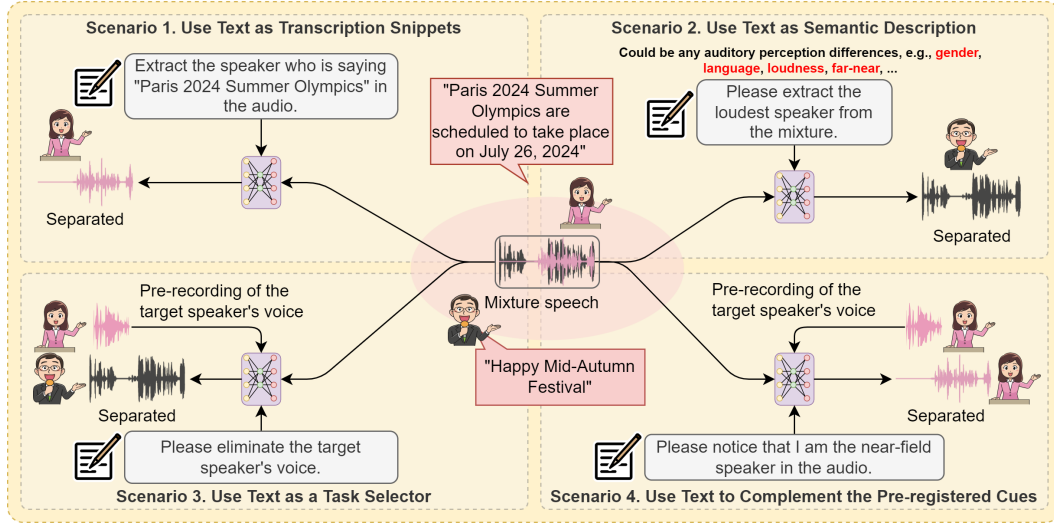 Scenario 1. Use Text as Transcription Snippets
Extract the speaker who is saying
"Paris 2024 Summer Olympics" in
the audio.
Separated
Scenario 2. Use Text as Semantic Description
Could be any auditory perception differences, e.g., gender,
language, loudness, far-near, ...
Please extract the
loudest speaker from
the mixture.
Separated
"Paris 2024 Summer
Olympics are
scheduled to take place
on July 26, 2024"
Mixture speech
"Happy Mid-Autumn
Festival"
Pre-recording of the
target speaker's voice
Separated
Please eliminate the target
speaker's voice.
Scenario 3. Use Text as a Task Selector
Pre-recording of the
target speaker's voice
Separated
Please notice that I am the near-field
speaker in the audio.
Scenario 4. Use Text to Complement the Pre-registered Cues